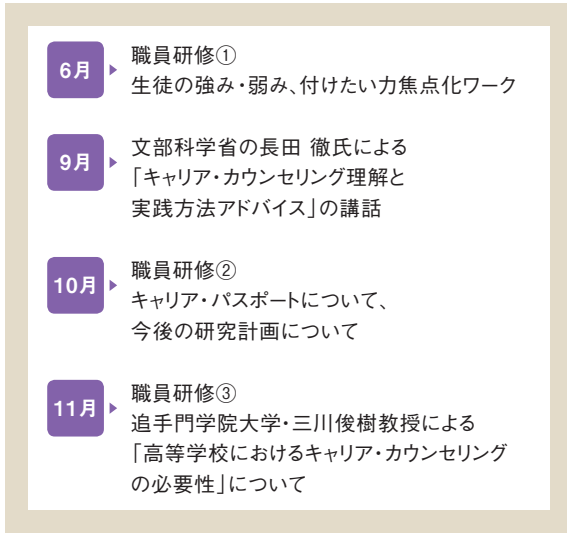 6月 職員研修①
生徒の強み・弱み、付けたい力焦点化ワーク
9月 文部科学省の長田 徹氏による
「キャリア・カウンセリング理解と
実践方法アドバイス」の講話
10月 職員研修②
キャリア・パスポートについて、
今後の研究計画について
11月 職員研修③
追手門学院大学・三川俊樹教授による
「高等学校におけるキャリア・カウンセリング
の必要性」について